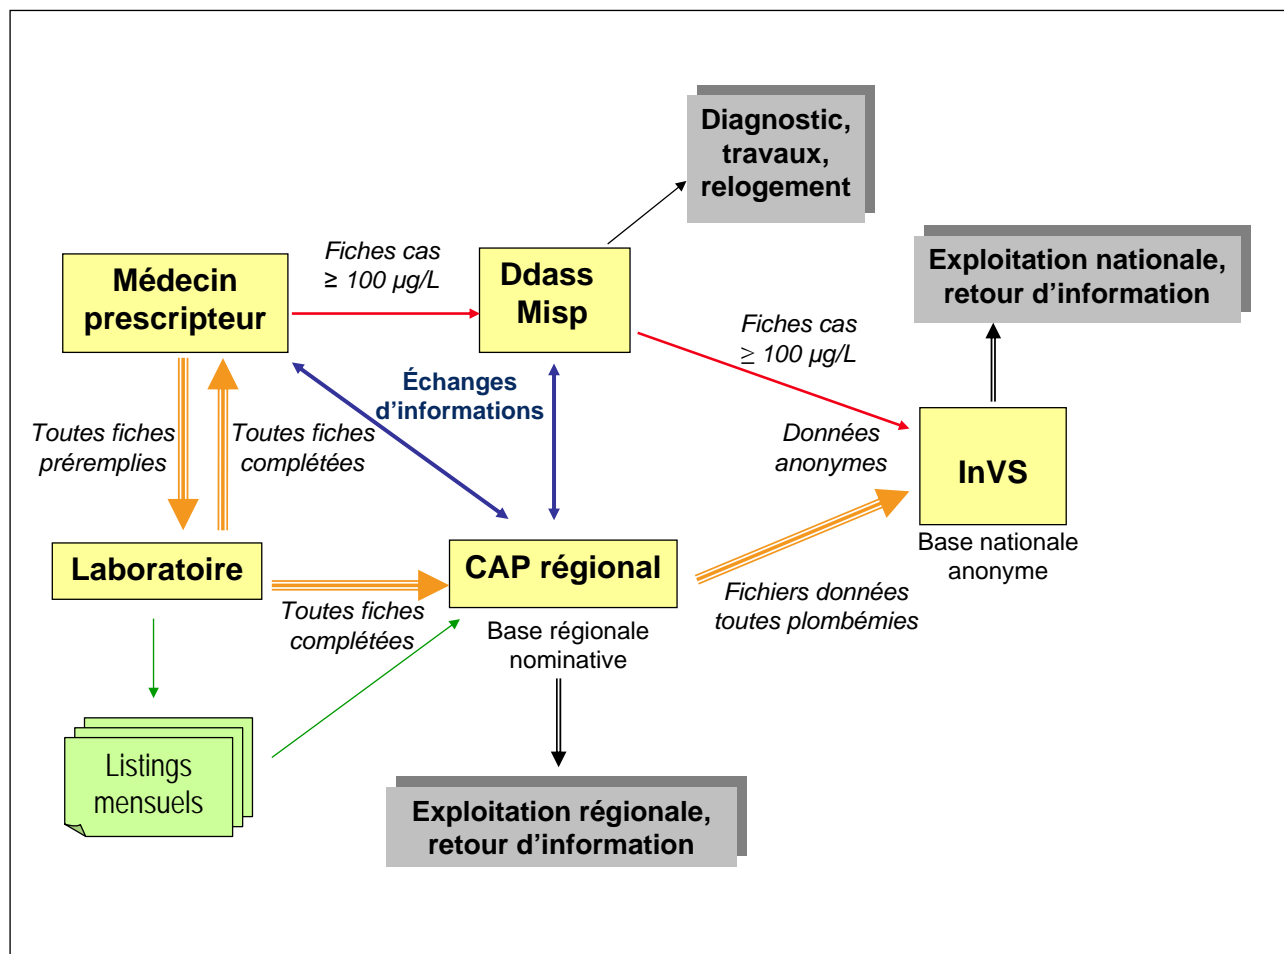 Diagnostic,
travaux,
relogement
Fiches cas
≥ 100 µg/L
Médecin
prescripteur
Ddass
Misp
Exploitation nationale,
retour d’information
Fiches cas
≥ 100 µg/L
Échanges
d’informations
Toutes fiches
préremplies
Toutes fiches
complétées
Données
anonymes
InVS
Base nationale
anonyme
Laboratoire
CAP régional
Toutes fiches
complétées
Fichiers données
toutes plombémies
Base régionale
nominative
Listings
mensuels
Exploitation régionale,
retour d’information